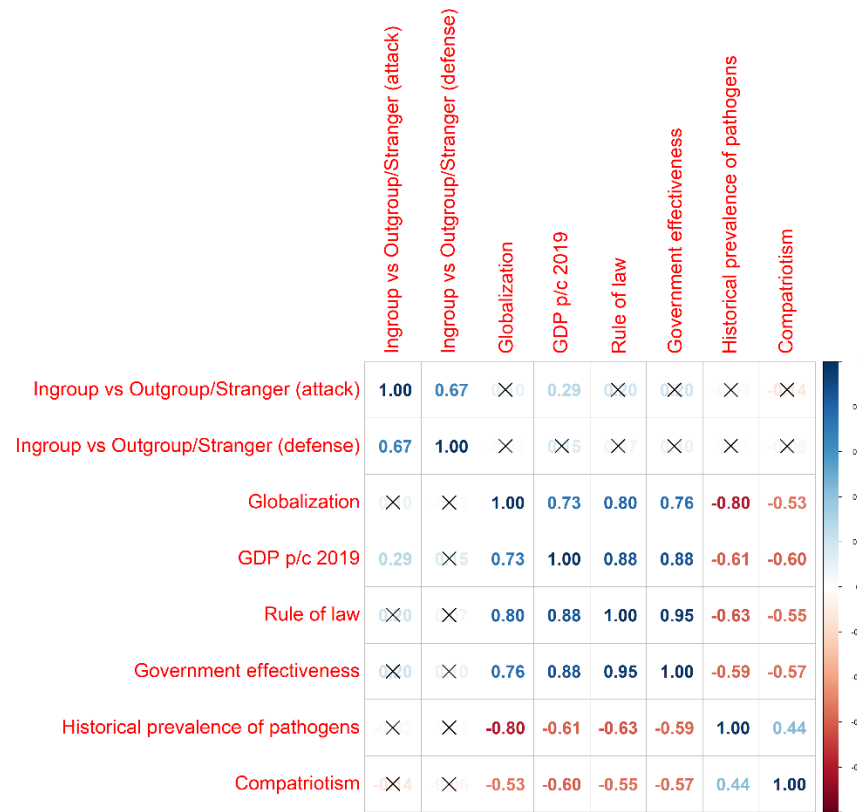 Ingroup vs Outgroup/Stranger (attack)
Ingroup vs Outgroup/Stranger (defense)
Globalization
GDP p/c 2019
Rule of law
Government effectiveness
Historical prevalence of pathogens
Compatriotism
Ingroup vs Outgroup/Stranger (attack) 1.00 0.67 0.29
Ingroup vs Outgroup/Stranger (defense) 0.67 1.00
Globalization 1.00 0.73 0.80 0.76 -0.80 -0.53
GDP p/c 2019 0.29 0.73 1.00 0.88 0.88 -0.61 -0.60
Rule of law 0.80 0.88 1.00 0.95 -0.63 -0.55
Government effectiveness 0.76 0.88 0.95 1.00 -0.59 -0.57
Historical prevalence of pathogens -0.80 -0.61 -0.63 -0.59 1.00 0.44
Compatriotism -0.53 -0.60 -0.55 -0.57 0.44 1.00